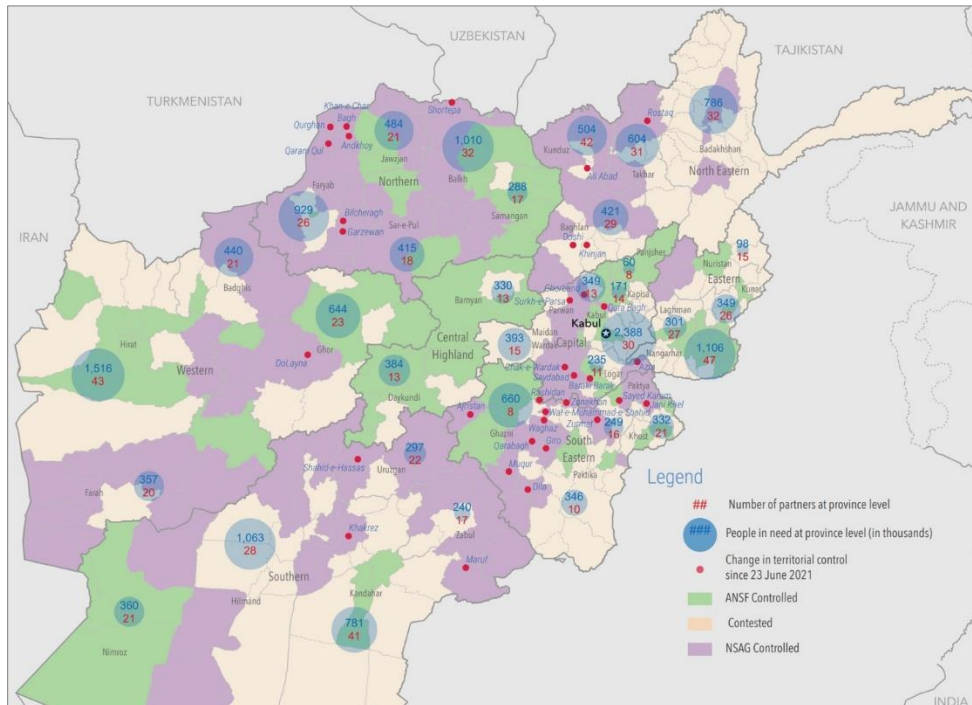 UZBEKISTAN
TAJIKISTAN
TURKMENISTAN
JAMMU AND
KASHMIR
IRAN
INDIA
Khan-e-Char
Bagh
Qurghan
Andkhoy
Qaram Qul
Shortepa
Rostaq
484
21
Jawzjan
1,010
32
Balkh
504
42
Kunduz
604
31
Takhar
786
32
Badakhshan
North Eastern
Northern
288
17
Samangan
Ali Abad
Faryab
929
26
Bilcheragh
Garzewan
Sar-e-Pul
415
18
421
29
Baghlan
Doshi
Khinjan
440
21
Badghis
Panjsher
60
8
Nuristan
98
15
Eastern
Kunar
330
13
Bamyan
349
13
Ghorband
Surkh-e-Parsa
Parwan
171
14
Kapisa
Qara Bagh
Kabul
Kabul
Laghman
349
26
301
27
644
23
Ghor
Central
Highland
393
15
Maidan
Wardak
Capital
2,388
30
Nangarhar
1,106
47
Hirat
1,516
43
Western
DoLayna
384
13
Daykundi
Chak-e-Wardak
Saydabad
235
11
Logar
Baraki Barak
Azra
Paktya
Rashidan
Zanakhan
Sayed Karam
Jani Khel
Wal-e-Muhammad-e-Shahid
Zurmat
660
8
Ghazni
Ajristan
Waghaz
Qarabagh
Giro
249
16
Khost
332
21
South
Eastern
Paktika
346
10
Muqur
Dila
297
22
Uruzgan
Shahid-e-Hassas
357
20
Farah
240
17
Zabul
Khakrez
Maruf
1,063
28
Southern
Hilmand
Kandahar
781
41
360
21
Nimroz
Legend
## Number of partners at province level
### People in need at province level (in thousands)
Change in territorial control
since 23 June 2021
ANSF Controlled
Contested
NSAG Controlled